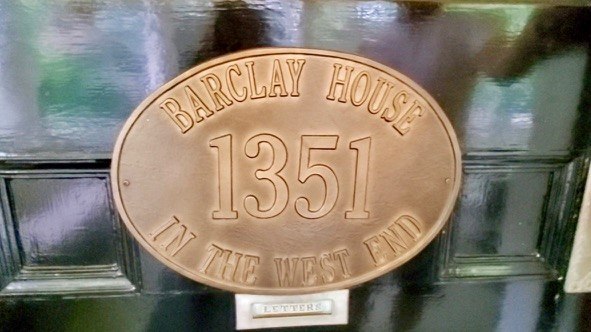 BARCLAY HOUSE
1351
IN THE WEST END
LETTERS